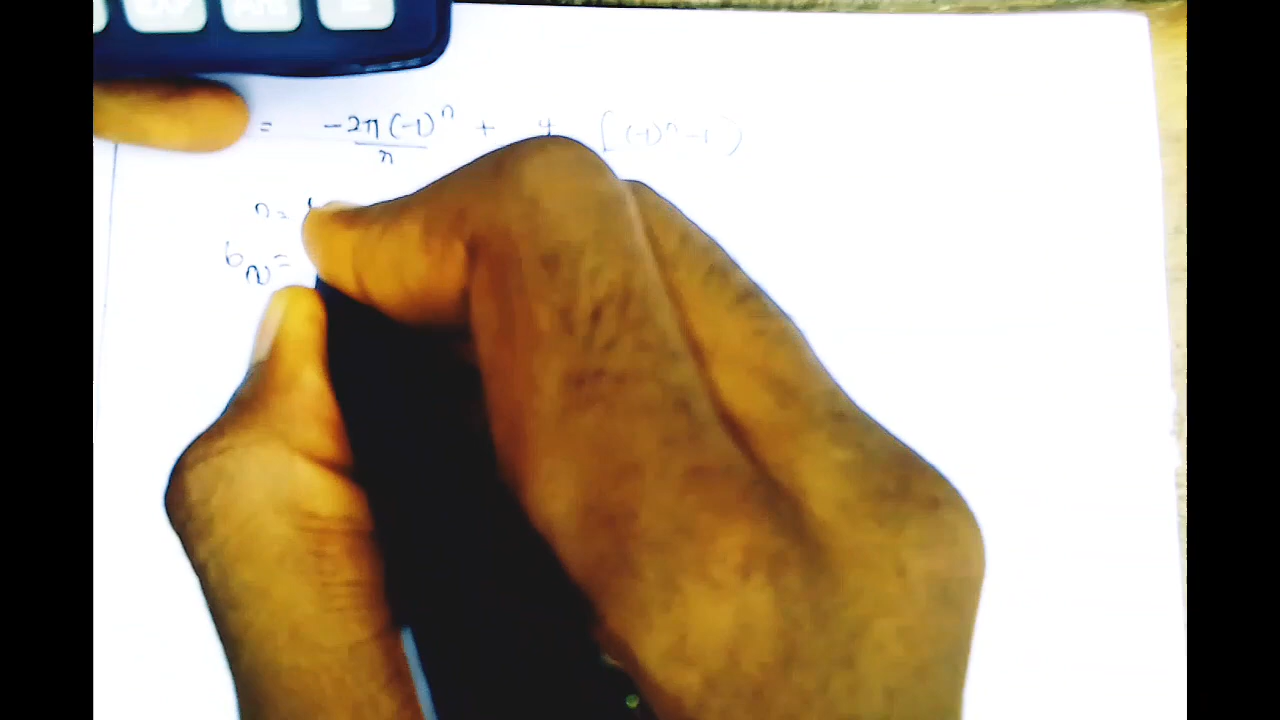 = -2π(-1)^n / n + 4 [(-1)^n - 1]
n =
b_n =